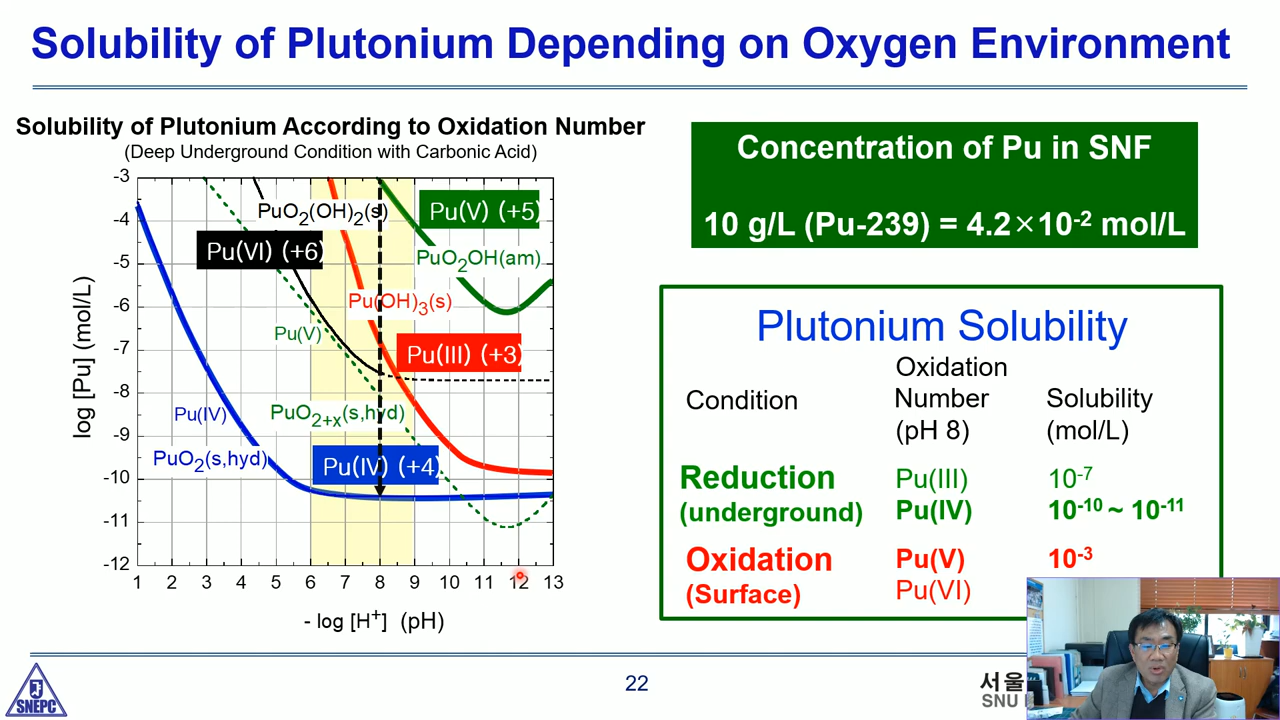 Solubility of Plutonium Depending on Oxygen Environment
Solubility of Plutonium According to Oxidation Number
(Deep Underground Condition with Carbonic Acid)
log [Pu] (mol/L)
-3
-4
-5
-6
-7
-8
-9
-10
-11
-12
PuO2(OH)2(s)
Pu(V) (+5)
Pu(VI) (+6)
PuO2OH(am)
Pu(OH)3(s)
Pu(V)
Pu(III) (+3)
Pu(IV)
PuO2+x(s,hyd)
PuO2(s,hyd)
Pu(IV) (+4)
1 2 3 4 5 6 7 8 9 10 11 12 13
- log [H+] (pH)
Concentration of Pu in SNF
10 g/L (Pu-239) = 4.2×10-2 mol/L
Plutonium Solubility
Condition
Oxidation
Number
(pH 8)
Solubility
(mol/L)
Reduction
(underground)
Pu(III) 10-7
Pu(IV) 10-10 ~ 10-11
Oxidation
(Surface)
Pu(V) 10-3
Pu(VI)
SNEPC
22
서울
SNU